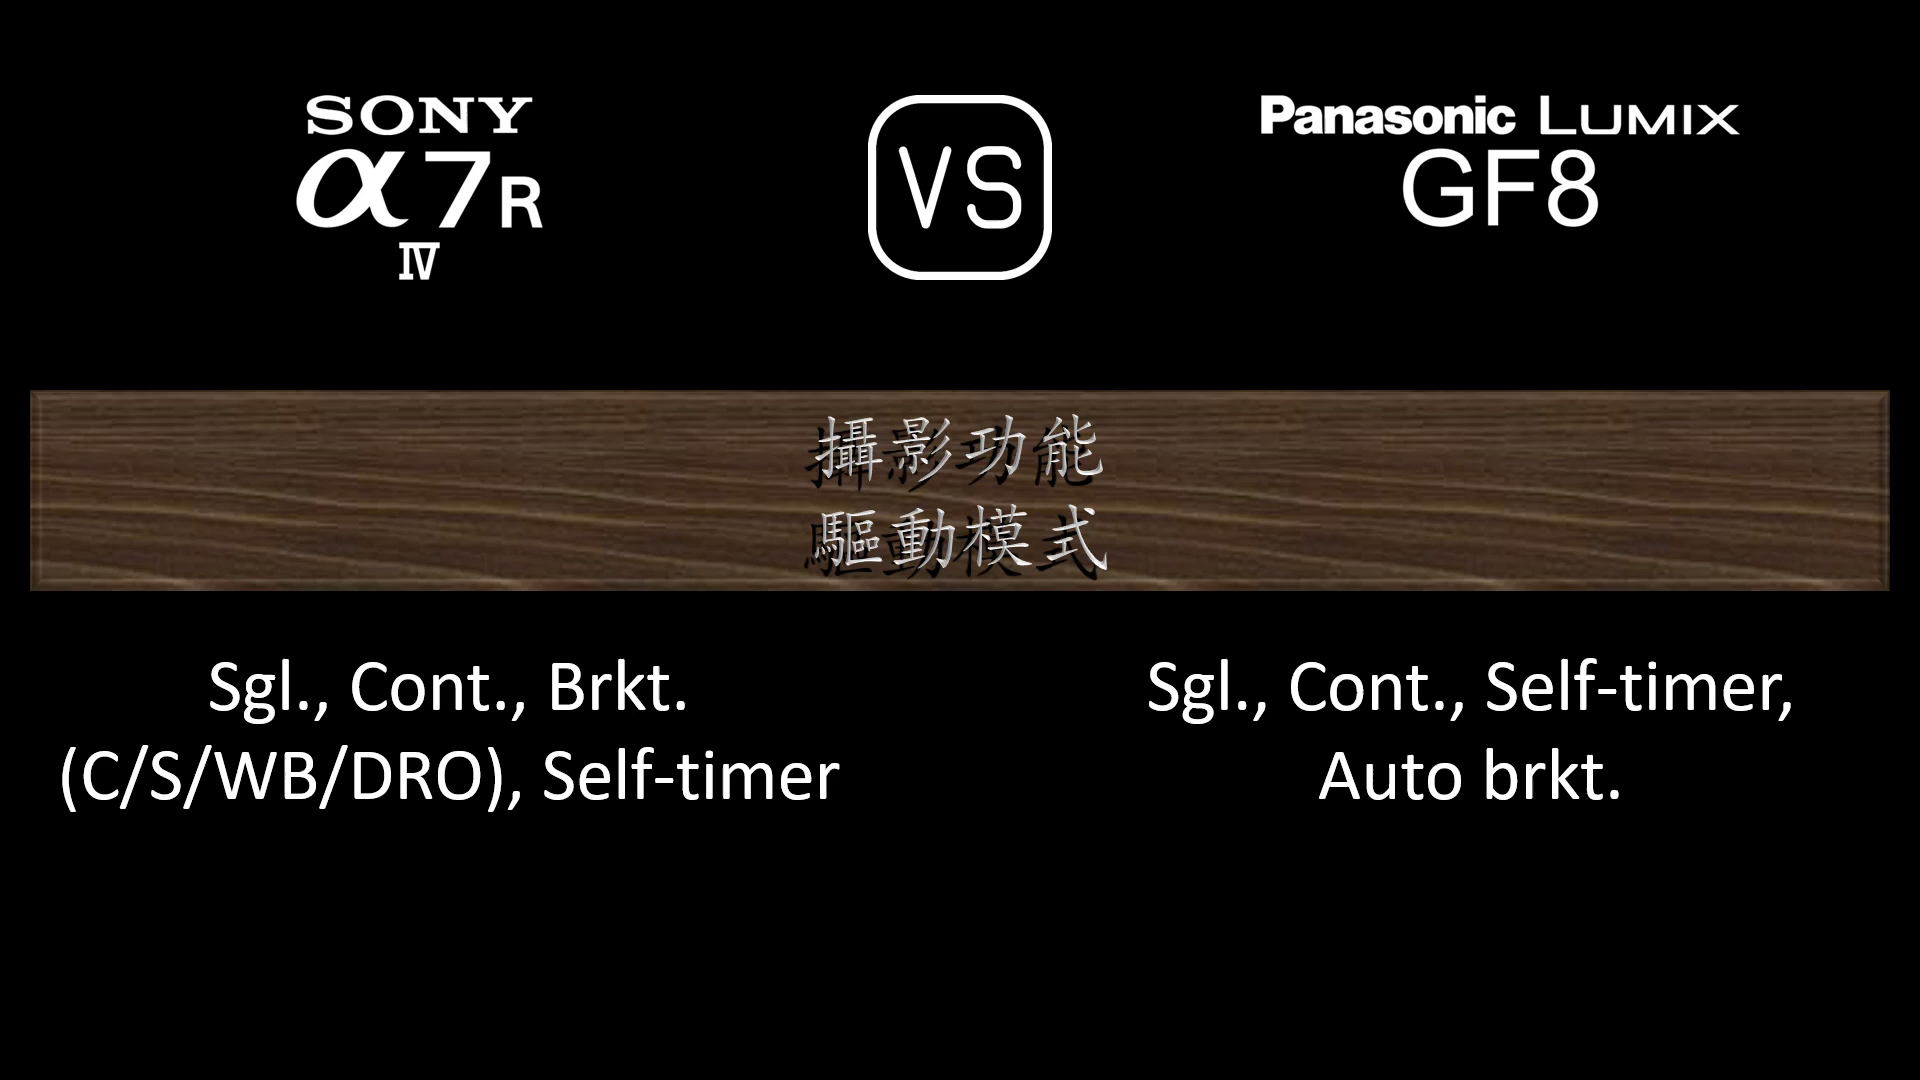 SONY
α7R
IV
VS
Panasonic LUMIX
GF8
攝影功能
驅動模式
Sgl., Cont., Brkt.
(C/S/WB/DRO), Self-timer
Sgl., Cont., Self-timer,
Auto brkt.